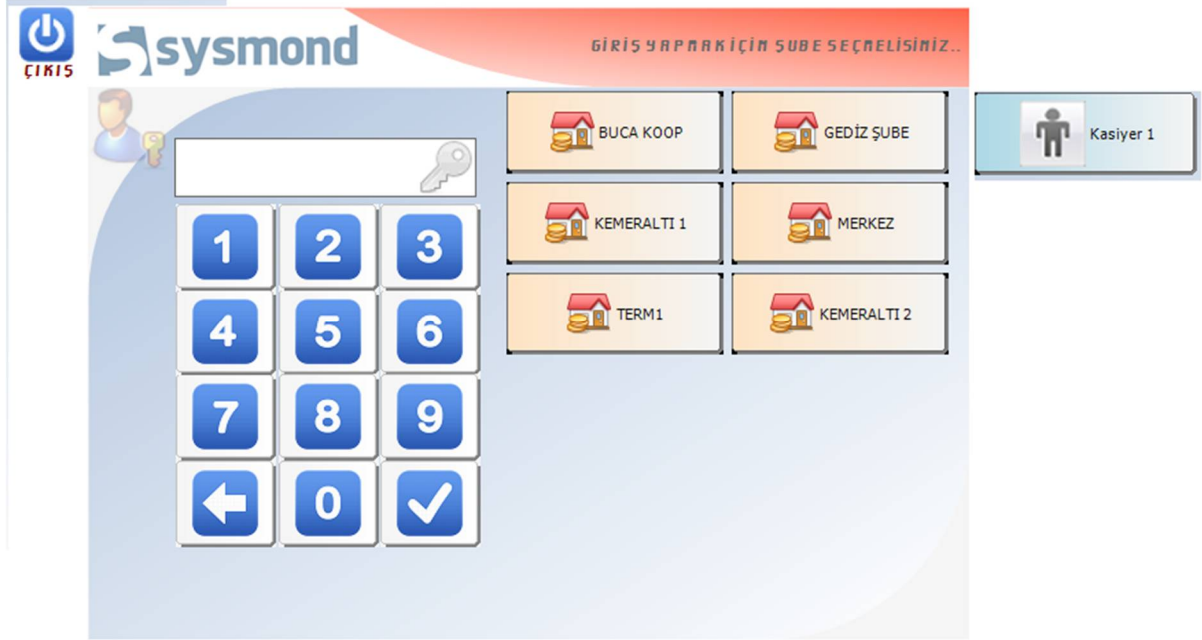 ÇIKIŞ
sysmond
GİRİŞ YAPMAK İÇİN ŞUBE SEÇMELİSİNİZ..
BUCA KOOP
GEDİZ ŞUBE
Kasiyer 1
KEMERALTI 1
MERKEZ
TERM1
KEMERALTI 2
1 2 3
4 5 6
7 8 9
0